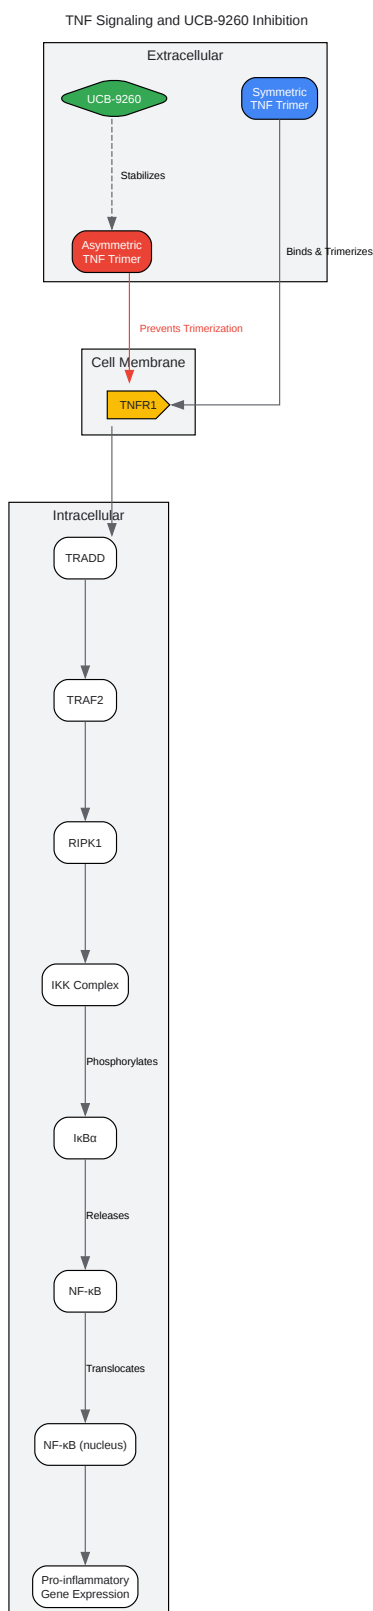 TNF Signaling and UCB-9260 Inhibition
Extracellular
UCB-9260
Symmetric
TNF Trimer
Stabilizes
Asymmetric
TNF Trimer
Binds & Trimerizes
Prevents Trimerization
Cell Membrane
TNFR1
Intracellular
TRADD
TRAF2
RIPK1
IKK Complex
Phosphorylates
IκBα
Releases
NF-κB
Translocates
NF-κB (nucleus)
Pro-inflammatory
Gene Expression